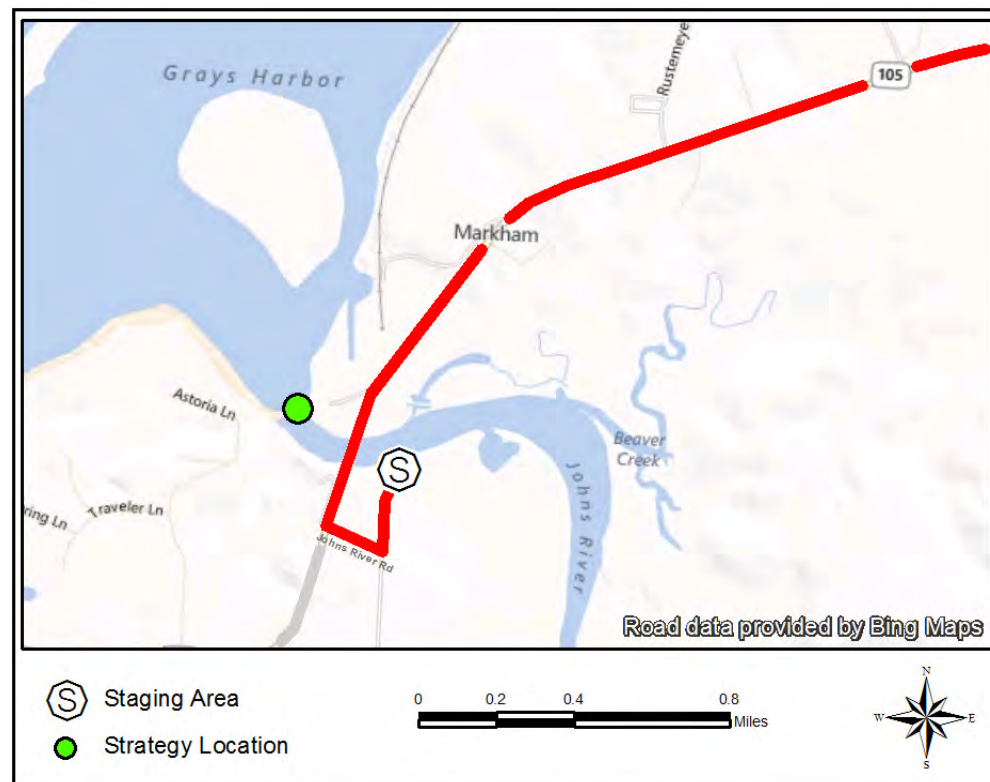 Grays Harbor
105
Rustemeye
Markham
Astoria Ln
Beaver
Creek
Traveler Ln
ring Ln
Johns River
Johns River Rd
S
Road data provided by Bing Maps
S Staging Area
Strategy Location
0 0.2 0.4 0.8
Miles
N
W E
S